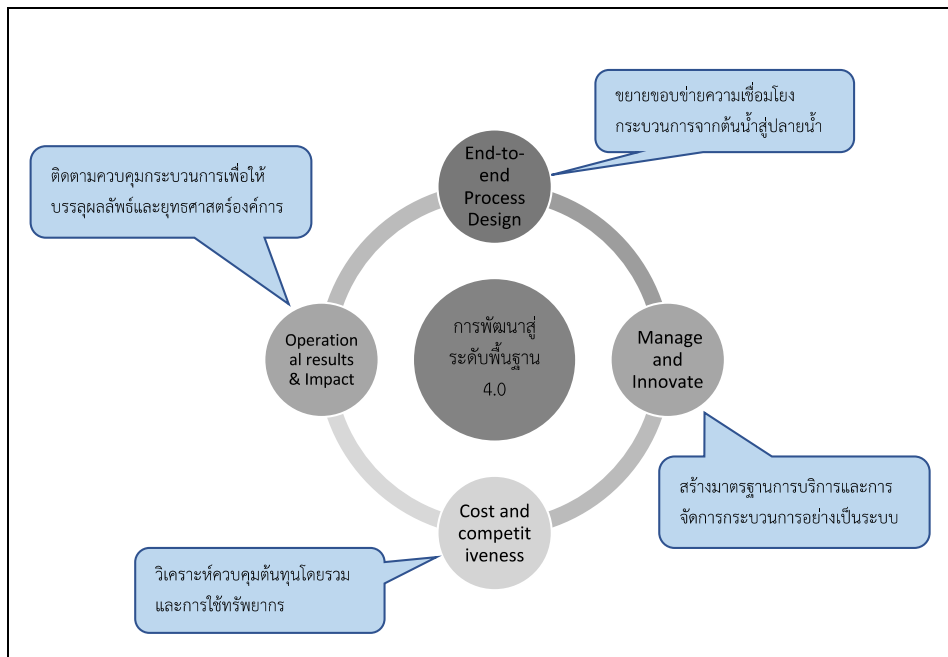 ขยายขอบข่ายความเชื่อมโยง
กระบวนการจากต้นน้ำสู่ปลายน้ำ
End-to-
end
Process
Design
ติดตามควบคุมกระบวนการเพื่อให้
บรรลุผลลัพธ์และยุทธศาสตร์องค์การ
การพัฒนาสู่
ระดับพื้นฐาน
4.0
Operation
al results
& Impact
Manage
and
Innovate
สร้างมาตรฐานการบริการและการ
จัดการกระบวนการอย่างเป็นระบบ
Cost and
competit
iveness
วิเคราะห์ควบคุมต้นทุนโดยรวม
และการใช้ทรัพยากร